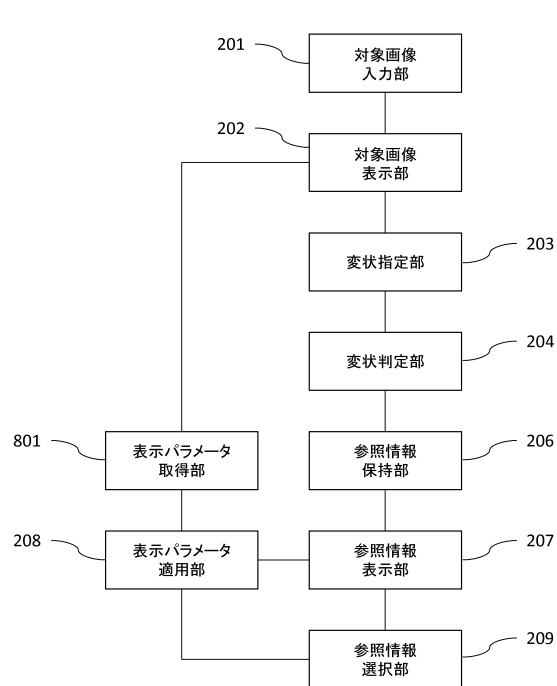 201
対象画像
入力部
202
対象画像
表示部
変状指定部
203
変状判定部
204
801
表示パラメータ
取得部
参照情報
保持部
206
208
表示パラメータ
適用部
参照情報
表示部
207
参照情報
選択部
209